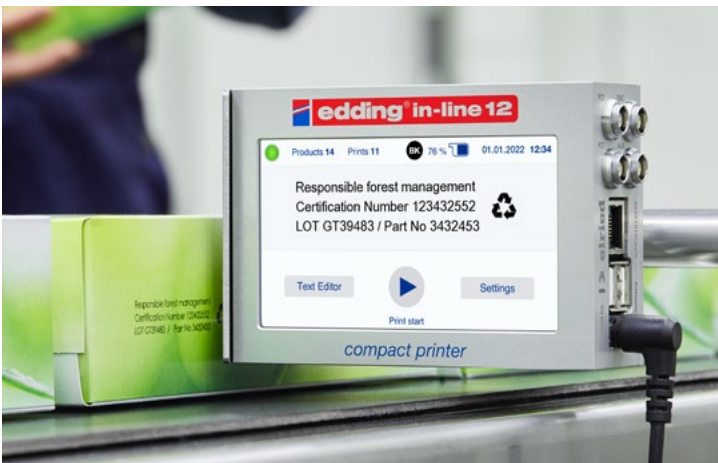 edding® in-line 12
Products 14 Prints 11 BK 76 % 01.01.2022 12:34
Responsible forest management
Certification Number 123432552
LOT GT39483 / Part No 3432453
Text Editor
Settings
Print start
compact printer
Responsible forest management
Certification Number 123432552
LOT GT39483 / Part No 3432453